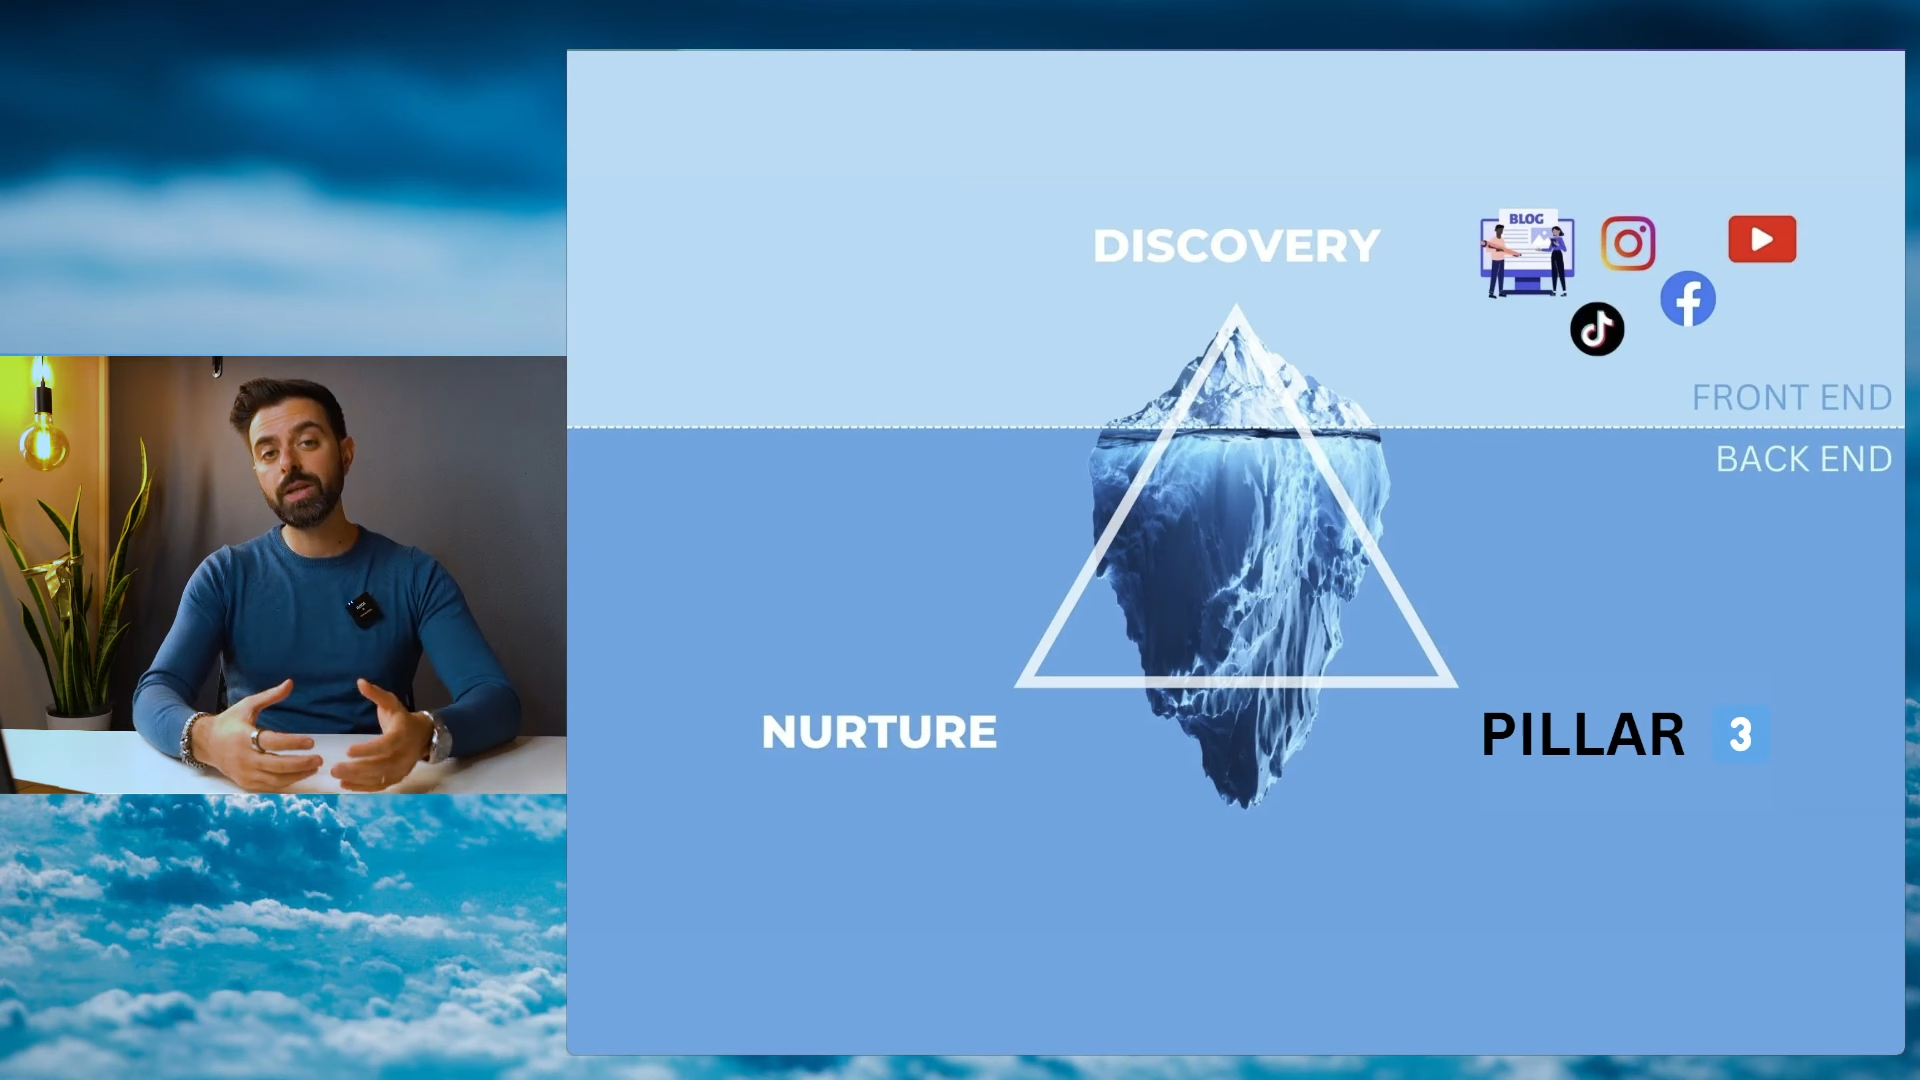 BLOG
DISCOVERY
FRONT END
BACK END
NURTURE
PILLAR 3